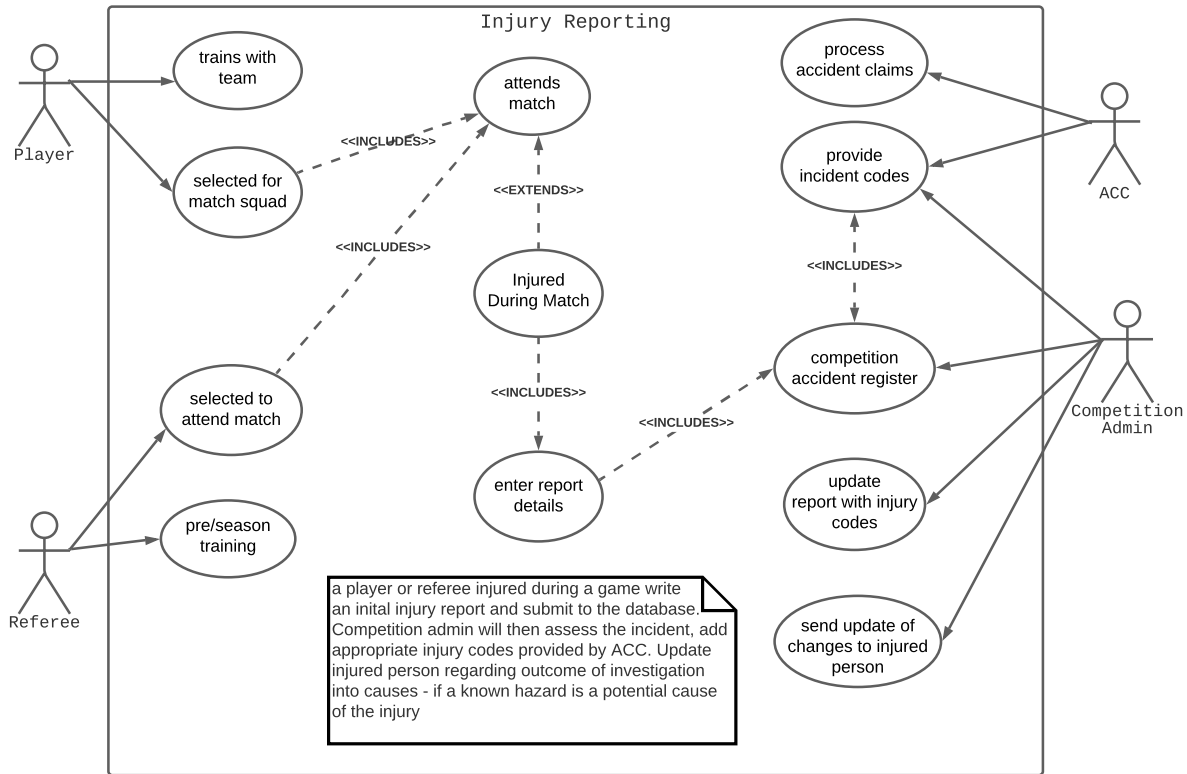 Injury Reporting
trains with
team
Player
selected for
match squad
attends
match
<<INCLUDES>>
<<EXTENDS>>
<<INCLUDES>>
Injured
During Match
<<INCLUDES>>
selected to
attend match
pre/season
training
Referee
enter report
details
<<INCLUDES>>
process
accident claims
provide
incident codes
ACC
<<INCLUDES>>
competition
accident register
Competition
Admin
update
report with injury
codes
send update of
changes to injured
person
a player or referee injured during a game write
an inital injury report and submit to the database.
Competition admin will then assess the incident, add
appropriate injury codes provided by ACC. Update
injured person regarding outcome of investigation
into causes - if a known hazard is a potential cause
of the injury